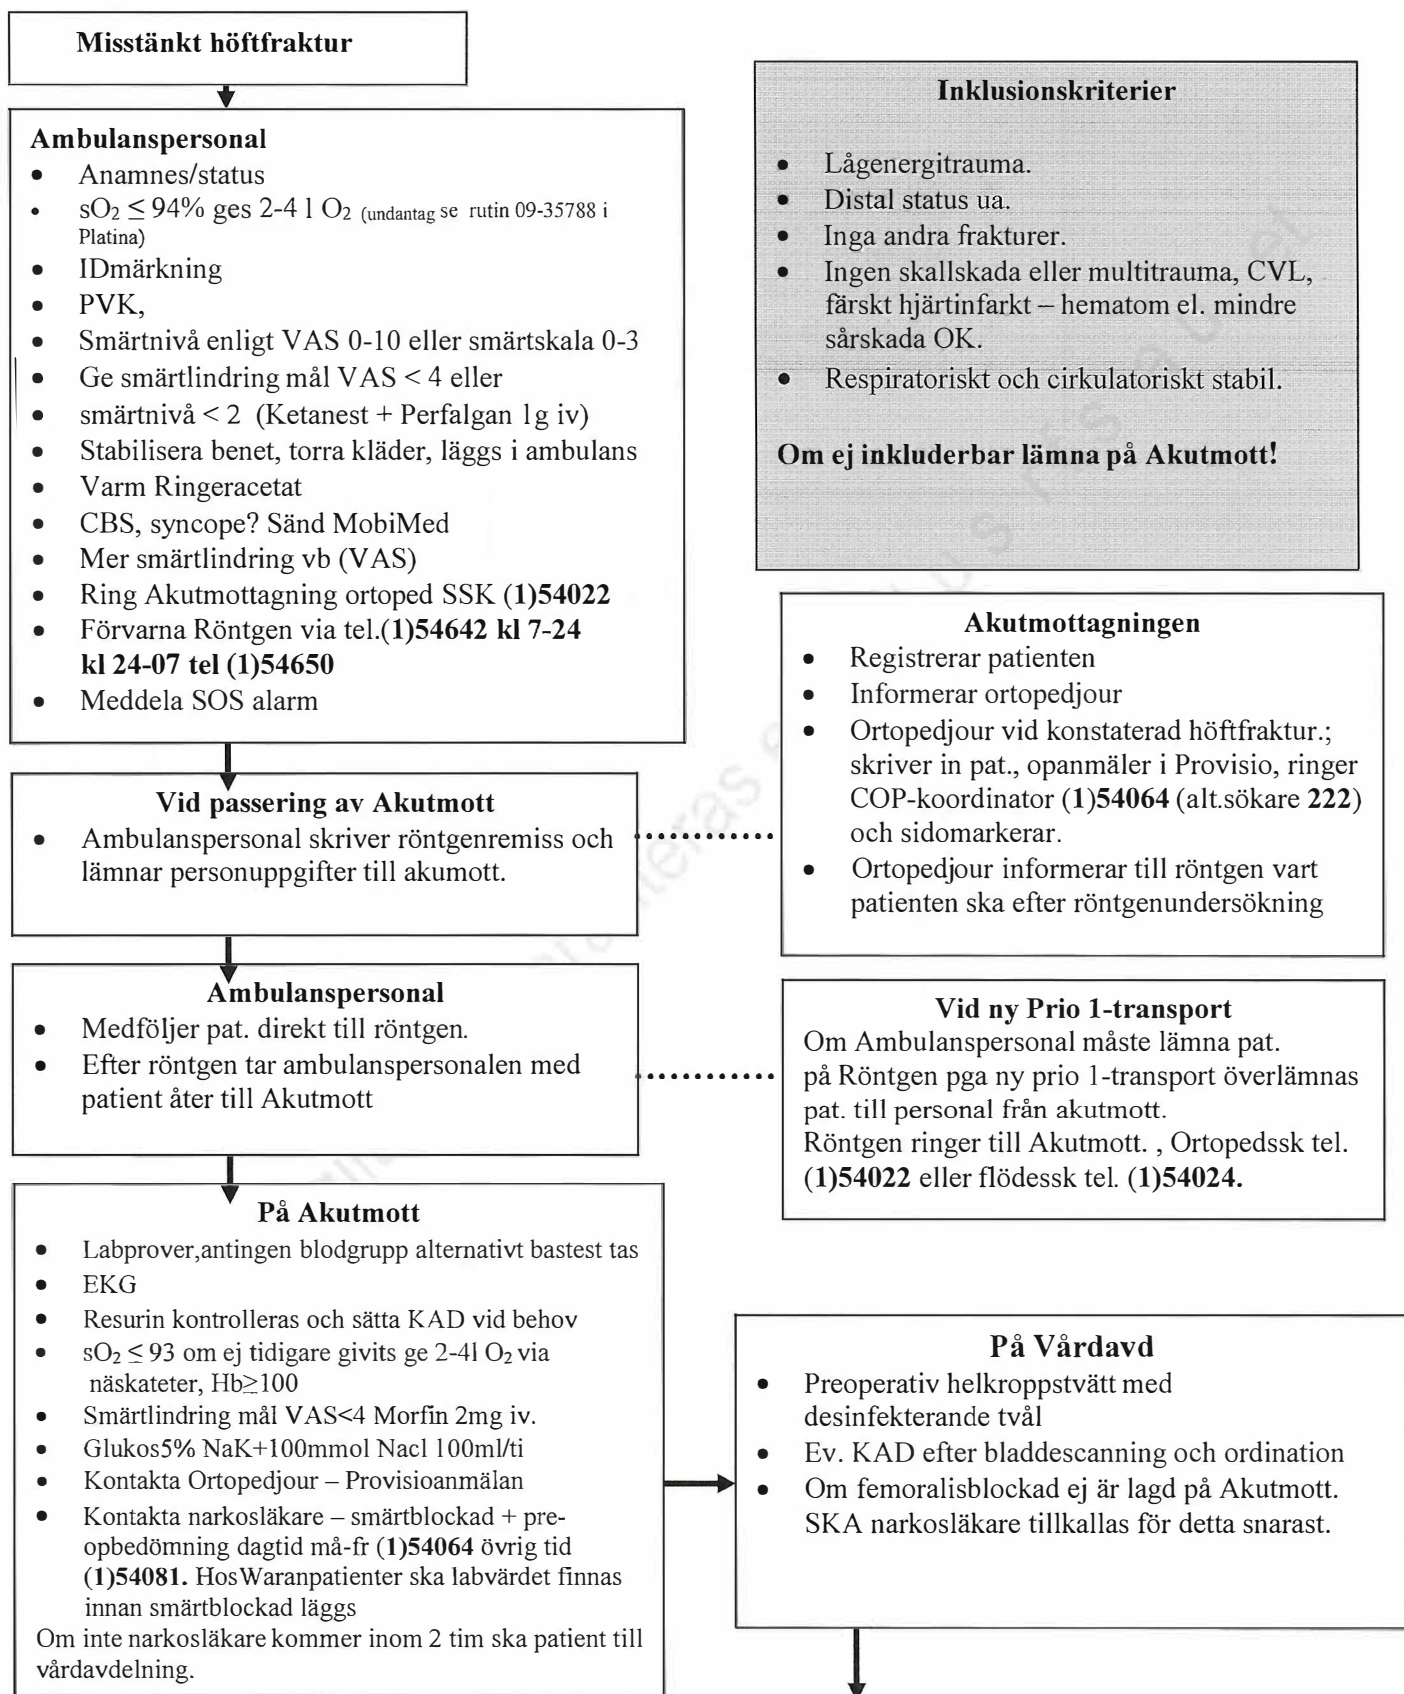 Misstänkt höftfraktur
Ambulanspersonal
• Anamnes/status
• sO₂ ≤ 94% ges 2-4 l O₂ (undantag se rutin 09-35788 i
Platina)
• IDmärkning
• PVK,
• Smärtnivå enligt VAS 0-10 eller smärtskala 0-3
• Ge smärtlindring mål VAS < 4 eller
• smärtnivå < 2 (Ketanest + Perfalgan 1g iv)
• Stabilisera benet, torra kläder, läggs i ambulans
• Varm Ringeracetat
• CBS, syncope? Sänd MobiMed
• Mer smärtlindring vb (VAS)
• Ring Akutmottagning ortoped SSK (1)54022
• Förvarna Röntgen via tel.(1)54642 kl 7-24
kl 24-07 tel (1)54650
• Meddela SOS alarm
Inklusionskriterier
• Lågenergitrauma.
• Distal status ua.
• Inga andra frakturer.
• Ingen skallskada eller multitrauma, CVL,
färskt hjärtinfarkt – hematom el. mindre
sårskada OK.
• Respiratoriskt och cirkulatoriskt stabil.
Om ej inkluderbar lämna på Akutmott!
Vid passering av Akutmott
• Ambulanspersonal skriver röntgenremiss och
lämnar personuppgifter till akumott.
Akutmottagningen
• Registrerar patienten
• Informerar ortopedjour
• Ortopedjour vid konstaterad höftfraktur.;
skriver in pat., opanmäler i Provisio, ringer
COP-koordinator (1)54064 (alt.sökare 222)
och sidomarkerar.
• Ortopedjour informerar till röntgen vart
patienten ska efter röntgenundersökning
Ambulanspersonal
• Medföljer pat. direkt till röntgen.
• Efter röntgen tar ambulanspersonalen med
patient åter till Akutmott
Vid ny Prio 1-transport
Om Ambulanspersonal måste lämna pat.
på Röntgen pga ny prio 1-transport överlämnas
pat. till personal från akutmott.
Röntgen ringer till Akutmott. , Ortopedssk tel.
(1)54022 eller flödessk tel. (1)54024.
På Akutmott
• Labprover,antingen blodgrupp alternativt bastest tas
• EKG
• Resurin kontrolleras och sätta KAD vid behov
• sO₂ ≤ 93 om ej tidigare givits ge 2-4l O₂ via
näskateter, Hb≥100
• Smärtlindring mål VAS<4 Morfin 2mg iv.
• Glukos5% NaK+100mmol Nacl 100ml/ti
• Kontakta Ortopedjour – Provisioanmälan
• Kontakta narkosläkare – smärtblockad + pre-
opbedömning dagtid må-fr (1)54064 övrig tid
(1)54081. HosWaranpatienter ska labvärdet finnas
innan smärtblockad läggs
Om inte narkosläkare kommer inom 2 tim ska patient till
vårdavdelning.
På Vårdavd
• Preoperativ helkroppstvätt med
desinfekterande tvål
• Ev. KAD efter bladdescanning och ordination
• Om femoralisblockad ej är lagd på Akutmott.
SKA narkosläkare tillkallas för detta snarast.